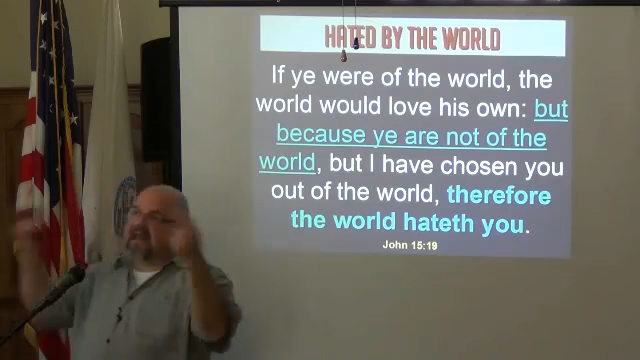 HATED BY THE WORLD
If ye were of the world, the
world would love his own: but
because ye are not of the
world, but I have chosen you
out of the world, therefore
the world hateth you.
John 15:19